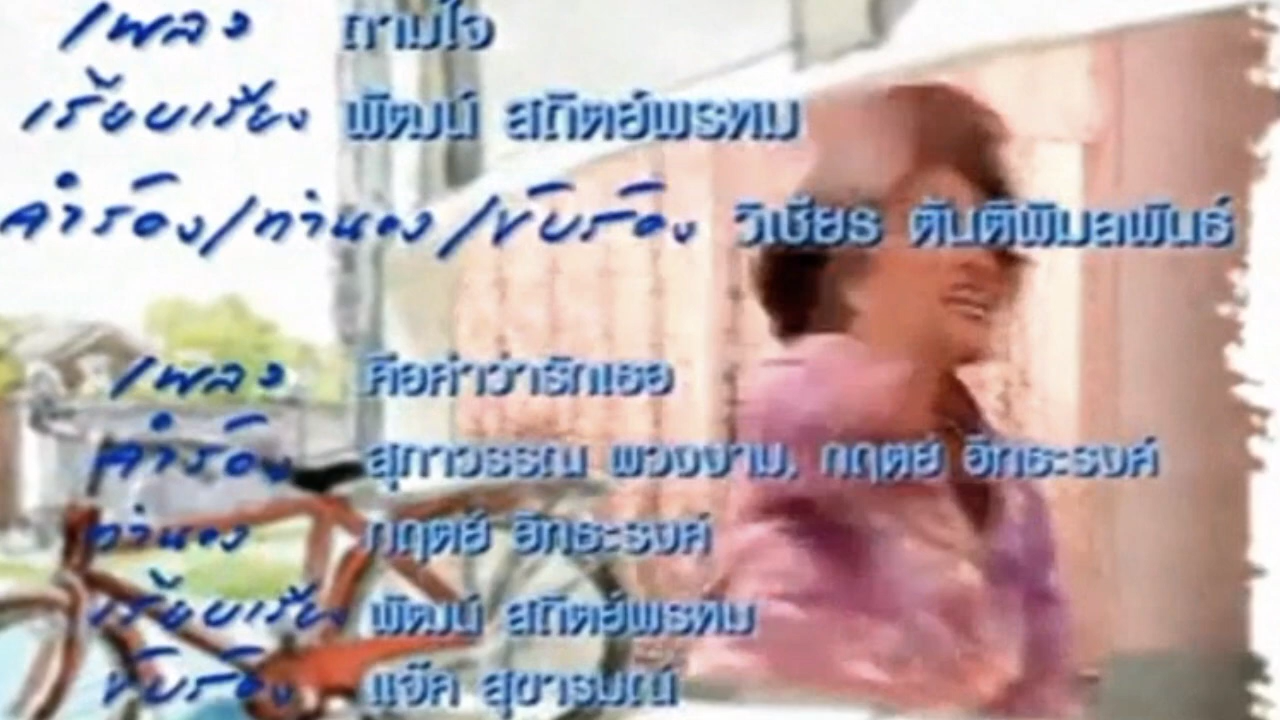 เพลง ถามใจ
เรียบเรียง พัฒน์ สถิตย์พรหม
คำร้อง/ทำนอง/ขับร้อง วิเชียร ตันติพิมลพันธ์
เพลง คือคำว่ารักเธอ
คำร้อง สุภาวรรณ พวงงาม, กฤตย์ อิทธะรงค์
ทำนอง กฤตย์ อิทธะรงค์
เรียบเรียง พัฒน์ สถิตย์พรหม
ขับร้อง แจ๊ค สุขารมณ์